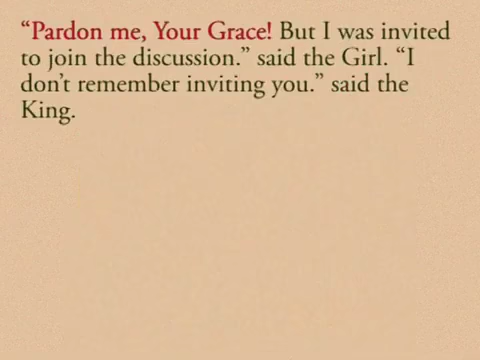 “Pardon me, Your Grace! But I was invited
to join the discussion.” said the Girl. “I
don’t remember inviting you.” said the
King.